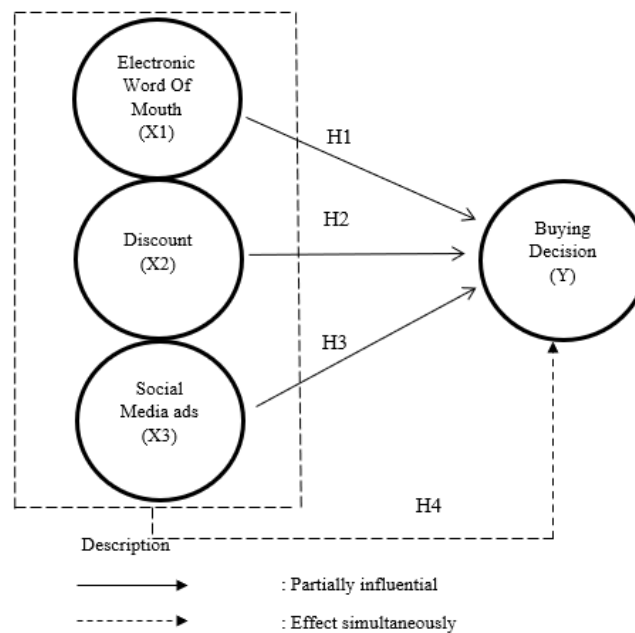 Electronic
Word Of
Mouth
(X1)
H1
Discount
(X2)
H2
Buying
Decision
(Y)
Social
Media ads
(X3)
H3
H4
Description
: Partially influential
: Effect simultaneously